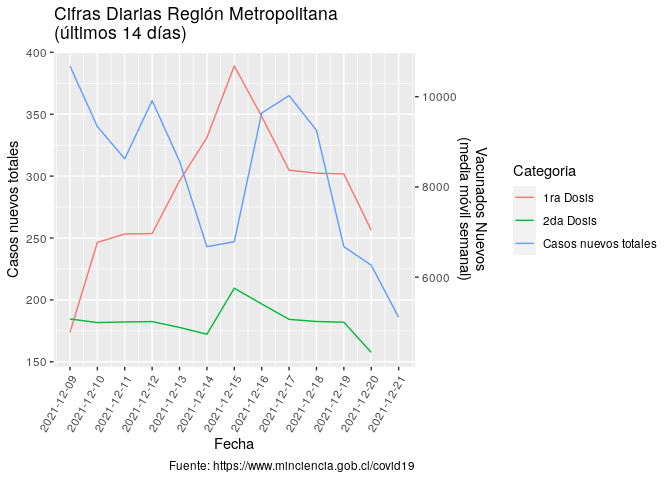 Cifras Diarias Región Metropolitana
(últimos 14 días)
400
350
300
250
200
150
Casos nuevos totales
10000
8000
6000
Vacunados Nuevos
(media móvil semanal)
2021-12-09
2021-12-10
2021-12-11
2021-12-12
2021-12-13
2021-12-14
2021-12-15
2021-12-16
2021-12-17
2021-12-18
2021-12-19
2021-12-20
2021-12-21
Fecha
Categoria
1ra Dosis
2da Dosis
Casos nuevos totales
Fuente: https://www.minciencia.gob.cl/covid19